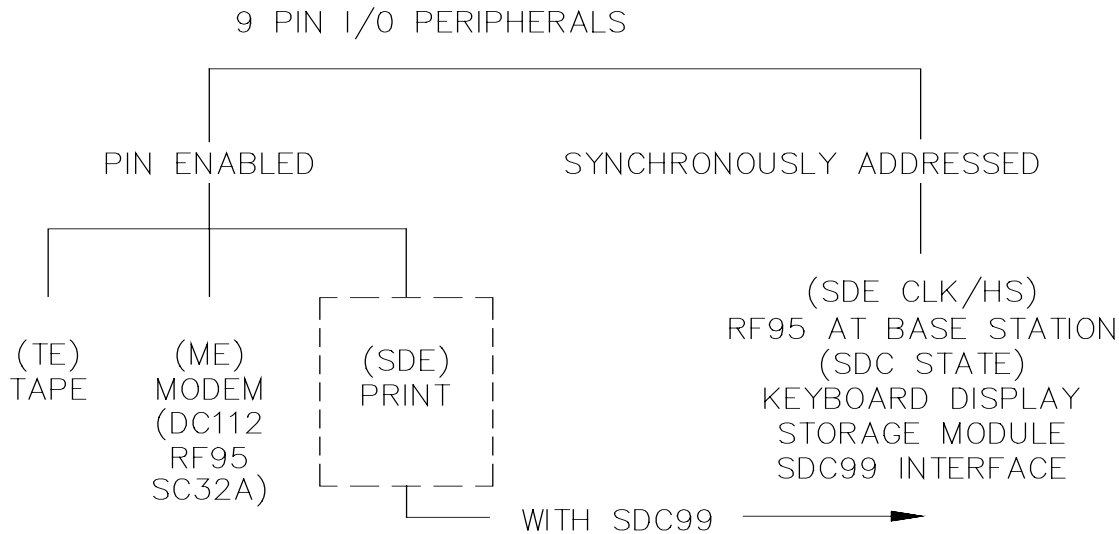 9 PIN I/O PERIPHERALS
PIN ENABLED
SYNCHRONOUSLY ADDRESSED
(TE)
TAPE
(ME)
MODEM
(DC112
RF95
SC32A)
(SDE)
PRINT
(SDE CLK/HS)
RF95 AT BASE STATION
(SDC STATE)
KEYBOARD DISPLAY
STORAGE MODULE
SDC99 INTERFACE
WITH SDC99